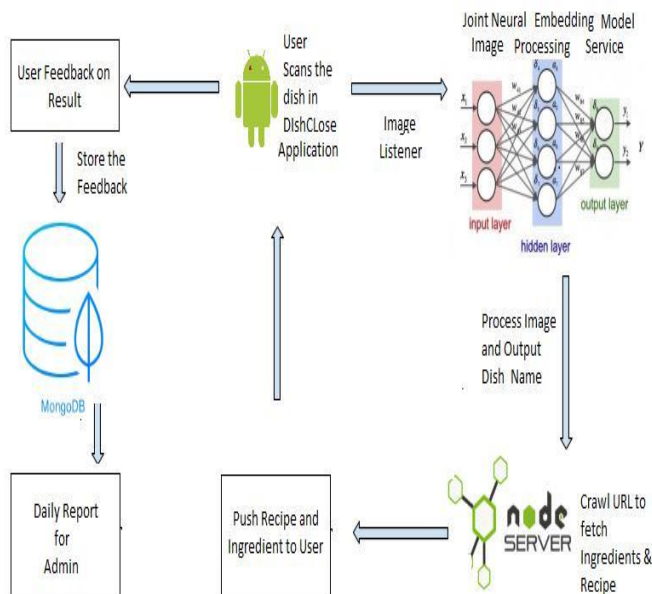 User Feedback on
Result
User
Scans the
dish in
DIshCLose
Application
Joint Neural Embedding Model
Image Processing Service
Image
Listener
input layer
hidden layer
output layer
Y
Store the
Feedback
MongoDB
Process Image
and Output
Dish Name
Daily Report
for
Admin
Push Recipe and
Ingredient to User
node
SERVER
Crawl URL to
fetch
Ingredients &
Recipe